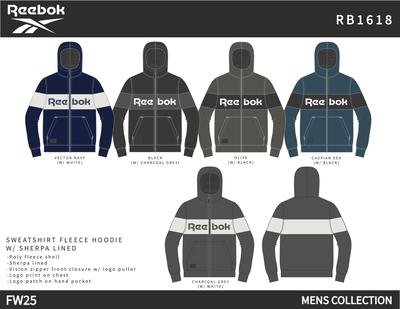 Reebok
RB1618
Reebok
Reebok
Reebok
Reebok
VECTOR NAVY
(W/ WHITE)
BLACK
(W/ CHARCOAL GREY)
OLIVE
(W/ BLACK)
CASPIAN SEA
(W/ BLACK)
Reebok
SWEATSHIRT FLEECE HOODIE
W/ SHERPA LINED
-Poly fleece shell
-Sherpa lined
-Vislon zipper front closure w/ logo puller
-Logo print on chest
-Logo patch on hand pocket
CHARCOAL GREY
(W/ WHITE)
FW25
MENS COLLECTION